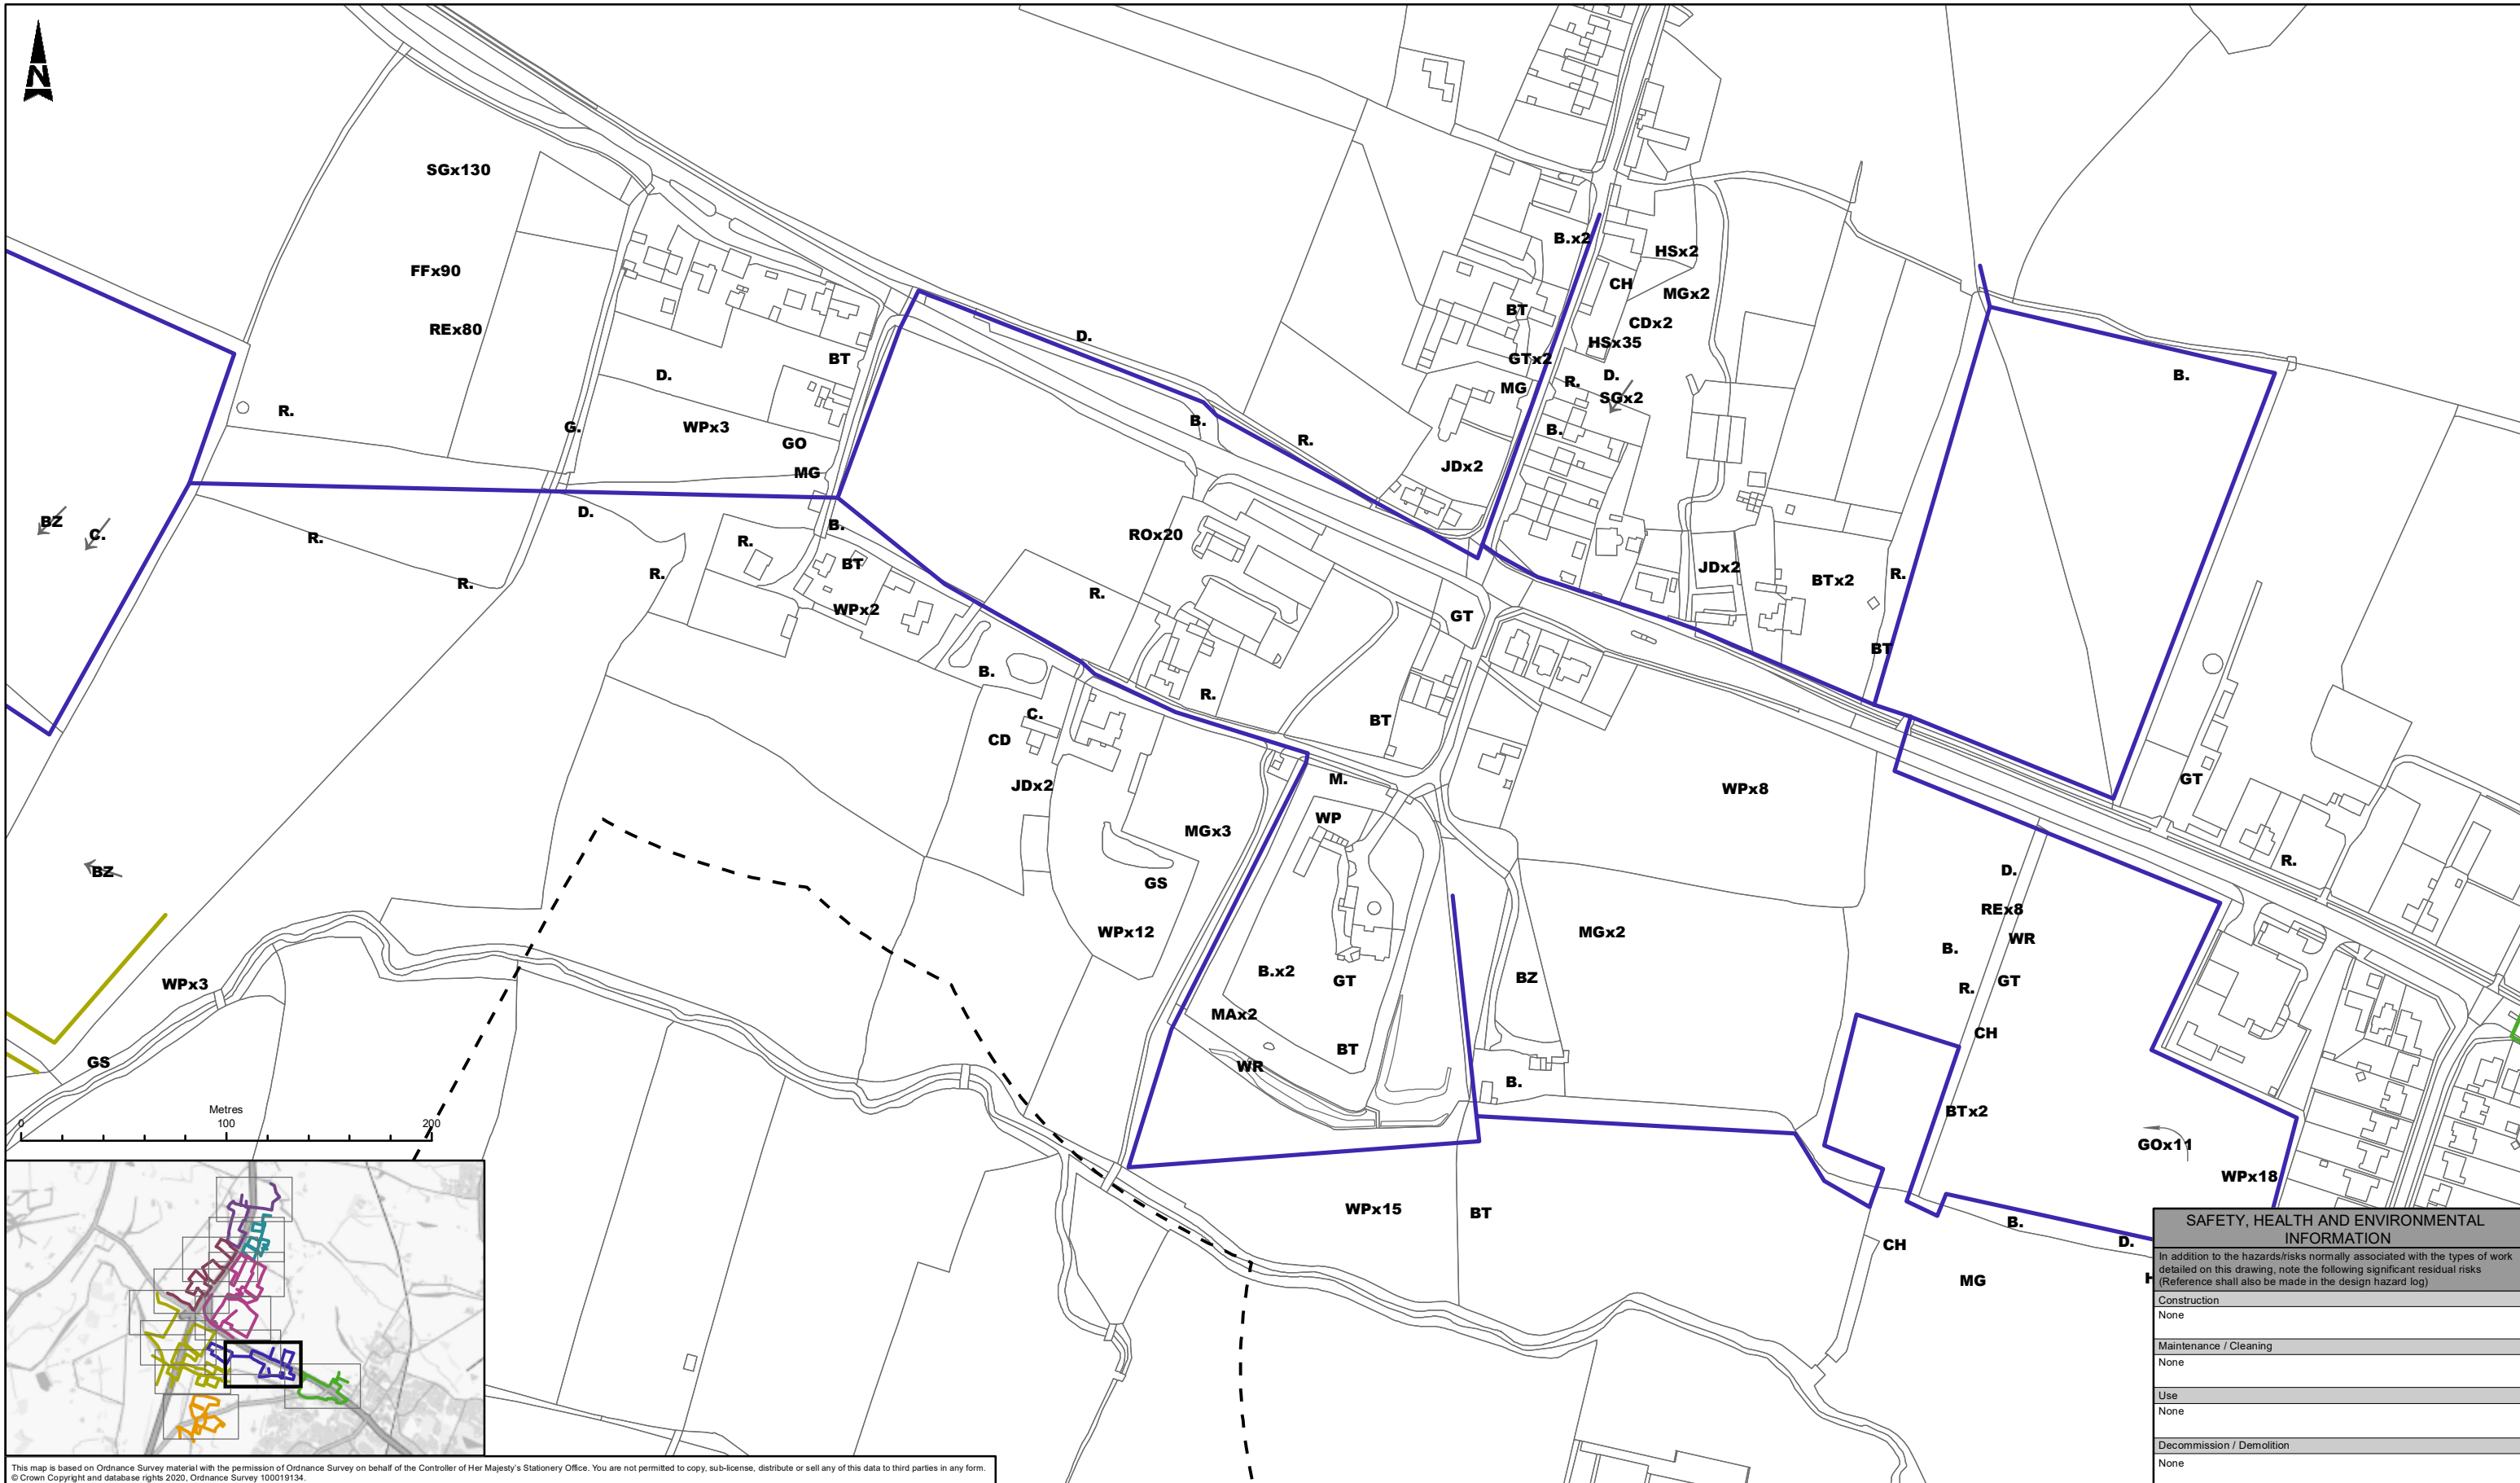 N
SGx130
FFx90
REx80
R.
G.
D.
WPx3
GO
MG
BT
D.
B.
R.
B.x2
HSx2
CH
MGx2
BT
CDx2
HSx35
GTx2
MG
R.
D.
SGx2
B.
JDx2
B.
BZ
C.
R.
R.
D.
R.
R.
B.
BT
WPx2
ROx20
R.
GT
JDx2
BTx2
R.
BT
B.
C.
CD
JDx2
R.
BT
M.
WP
WPx8
GT
R.
BZ
MGx3
GS
WPx12
MGx2
D.
REx8
WR
B.
GT
R.
CH
WPx3
GS
B.x2
GT
BZ
MAx2
BT
WR
B.
BTx2
GOx11
WPx18
WPx15
BT
CH
MG
B.
D.
Metres
0 100 200
SAFETY, HEALTH AND ENVIRONMENTAL
INFORMATION
In addition to the hazards/risks normally associated with the types of work
detailed on this drawing, note the following significant residual risks
(Reference shall also be made in the design hazard log)
Construction
None
Maintenance / Cleaning
None
Use
None
Decommission / Demolition
None
This map is based on Ordnance Survey material with the permission of Ordnance Survey on behalf of the Controller of Her Majesty's Stationery Office. You are not permitted to copy, sub-license, distribute or sell any of this data to third parties in any form.
© Crown Copyright and database rights 2020, Ordnance Survey 100019134.